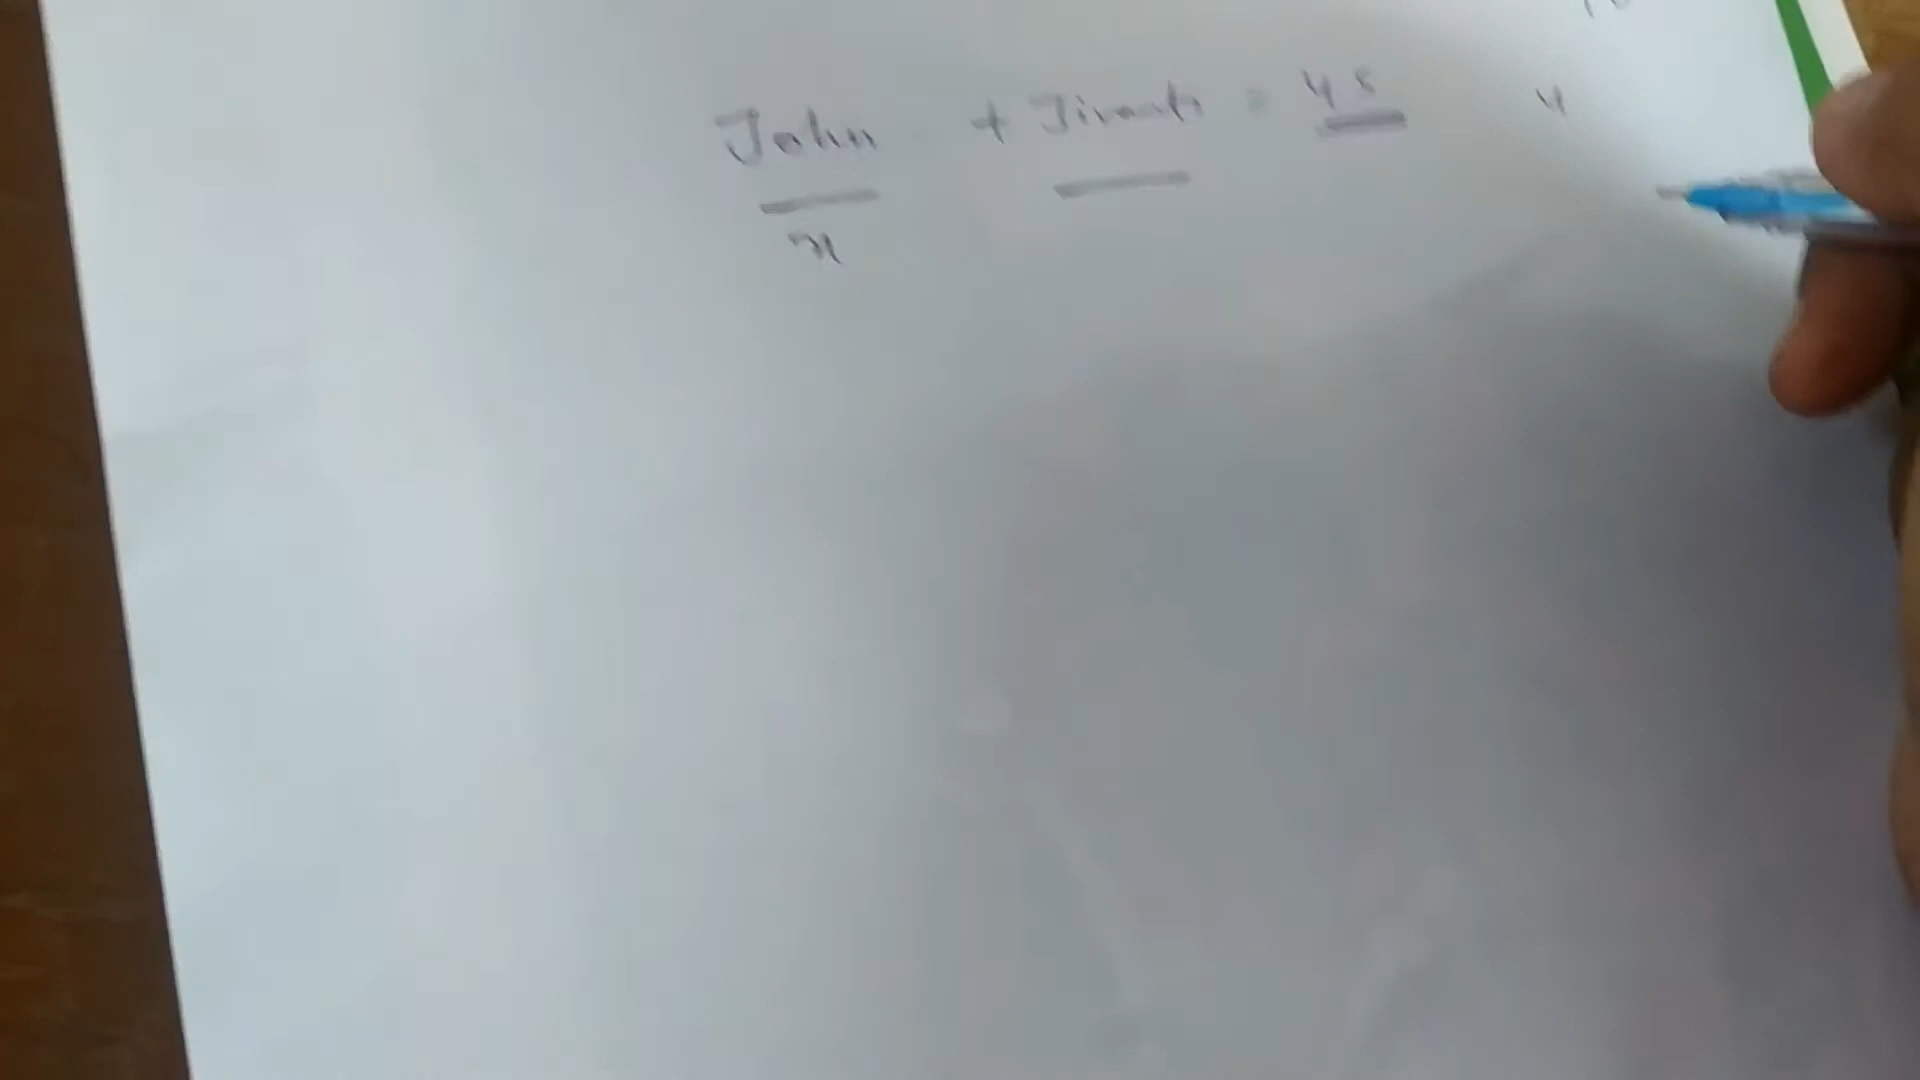 John + Jivanti = 45
x